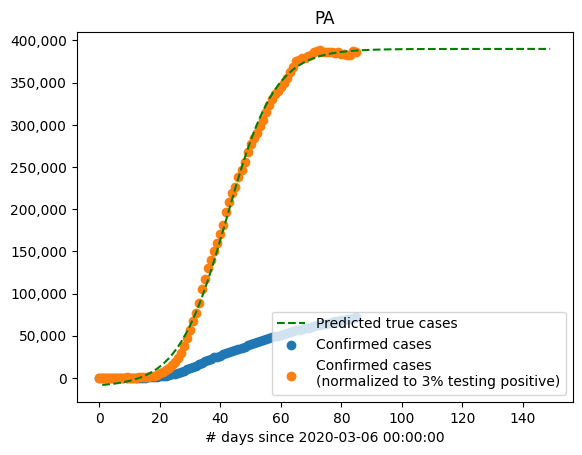 PA
400,000
350,000
300,000
250,000
200,000
150,000
100,000
50,000
0
Predicted true cases
Confirmed cases
Confirmed cases
(normalized to 3% testing positive)
0 20 40 60 80 100 120 140
# days since 2020-03-06 00:00:00